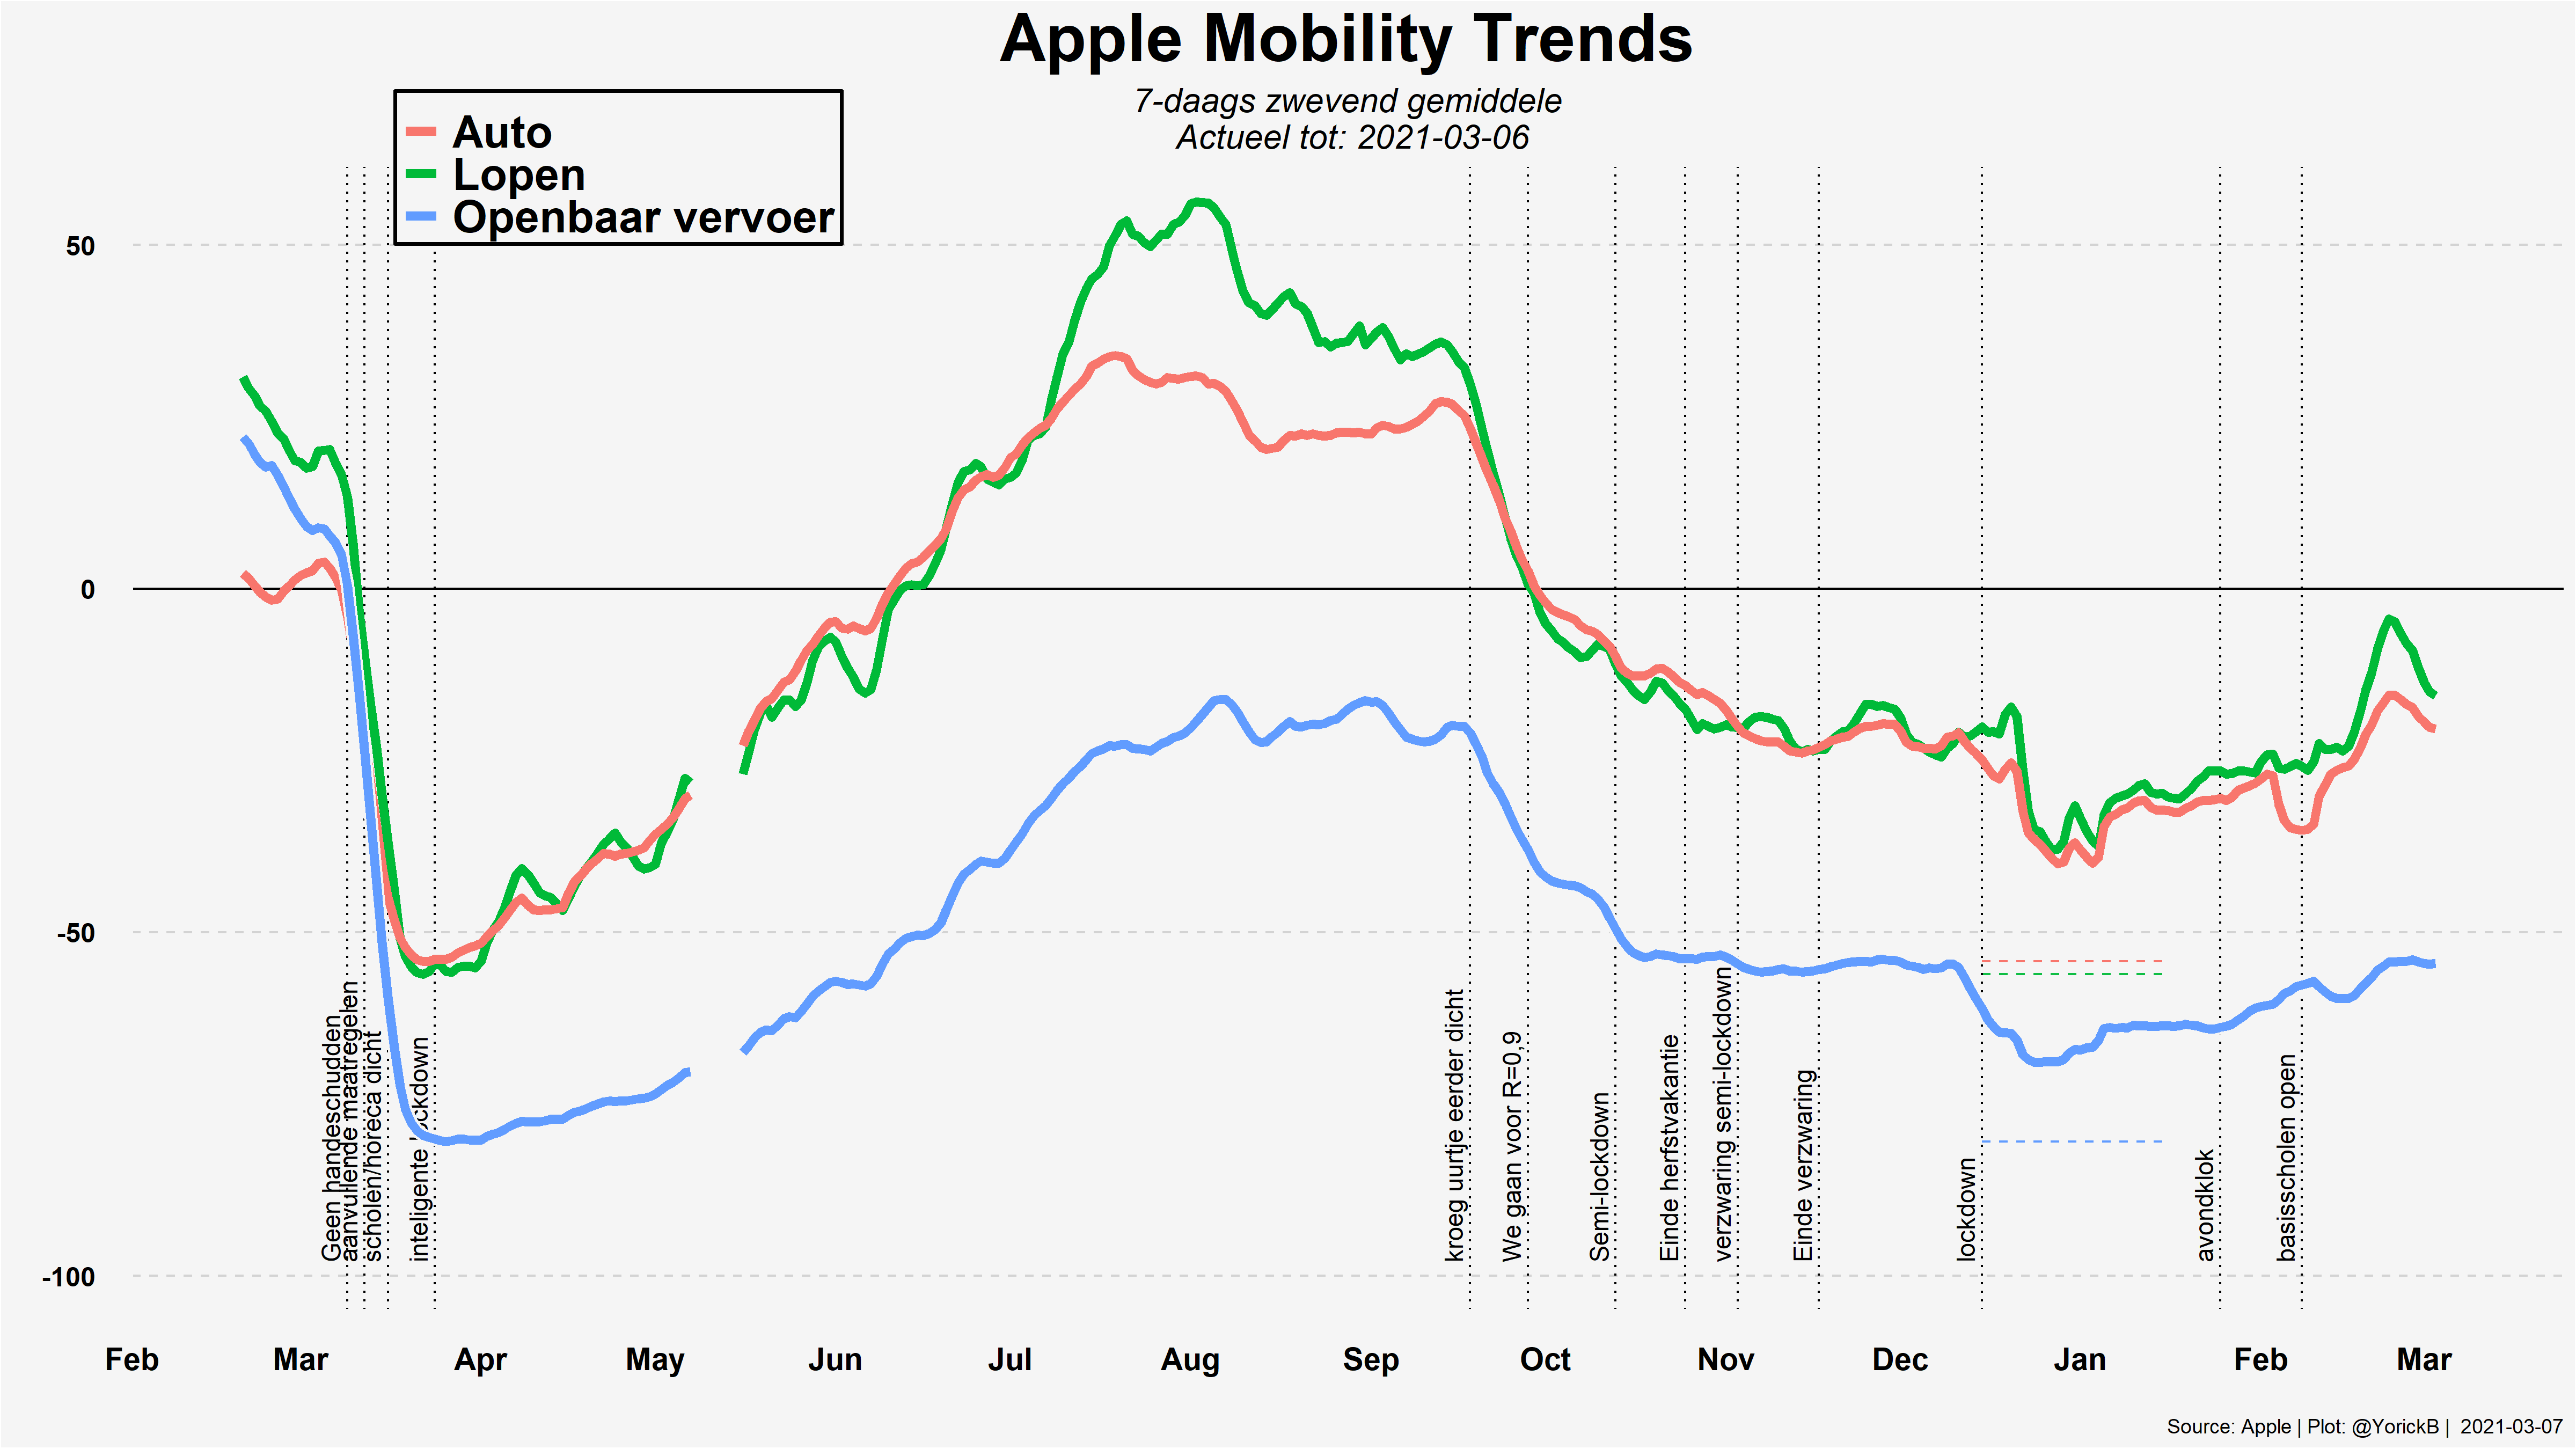 Apple Mobility Trends
7-daags zwevend gemiddele
Actueel tot: 2021-03-06
Auto
Lopen
Openbaar vervoer
50
0
-50
-100
Geen handeschudden
aanvullende maatregelen
scholen/horeca dicht
inteligente lockdown
kroeg uurtje eerder dicht
We gaan voor R=0,9
Semi-lockdown
Einde herfstvakantie
verzwaring semi-lockdown
Einde verzwaring
lockdown
avondklok
basisscholen open
Feb Mar Apr May Jun Jul Aug Sep Oct Nov Dec Jan Feb Mar
Source: Apple | Plot: @YorickB | 2021-03-07